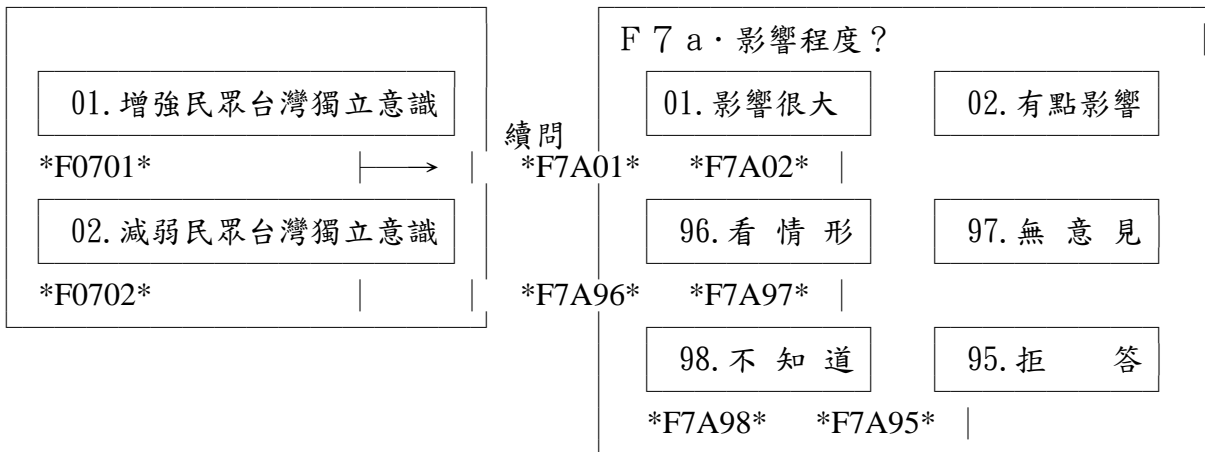 Ｆ７ａ．影響程度？
01.增強民眾台灣獨立意識 01.影響很大 02.有點影響
續問
*F0701* ├──→ │ *F7A01* *F7A02* │
02.減弱民眾台灣獨立意識 96.看 情 形 97.無 意 見
*F0702* │ │ *F7A96* *F7A97* │
98.不 知 道 95.拒 答
*F7A98* *F7A95* │